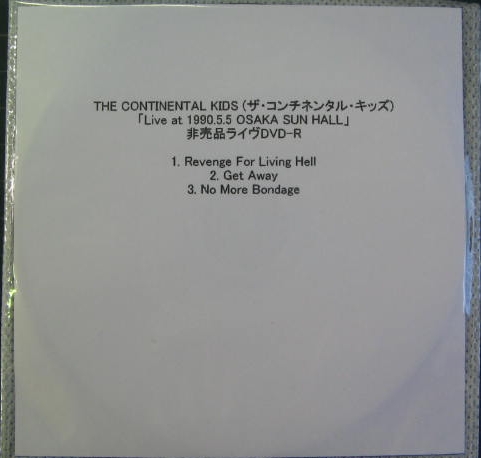 THE CONTINENTAL KIDS (ザ・コンチネンタル・キッズ)
「Live at 1990.5.5 OSAKA SUN HALL」
非売品ライヴDVD-R
1. Revenge For Living Hell
2. Get Away
3. No More Bondage